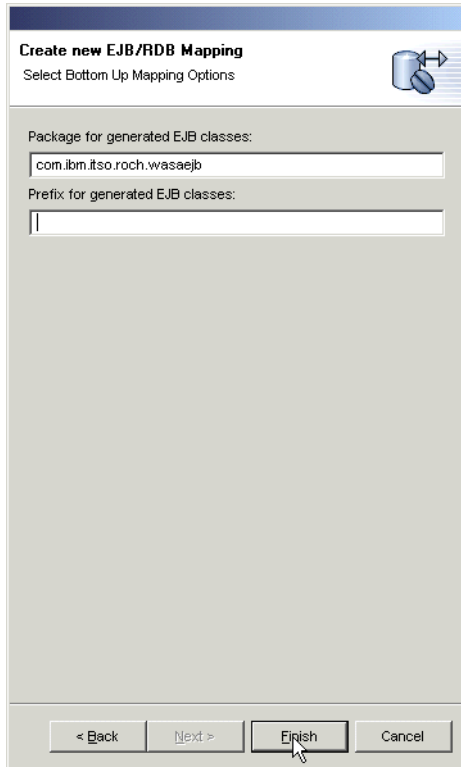 Create new EJB/RDB Mapping
Select Bottom Up Mapping Options
Package for generated EJB classes:
com.ibm.itso.roch.wasaejb
Prefix for generated EJB classes:
< Back Next > Finish Cancel